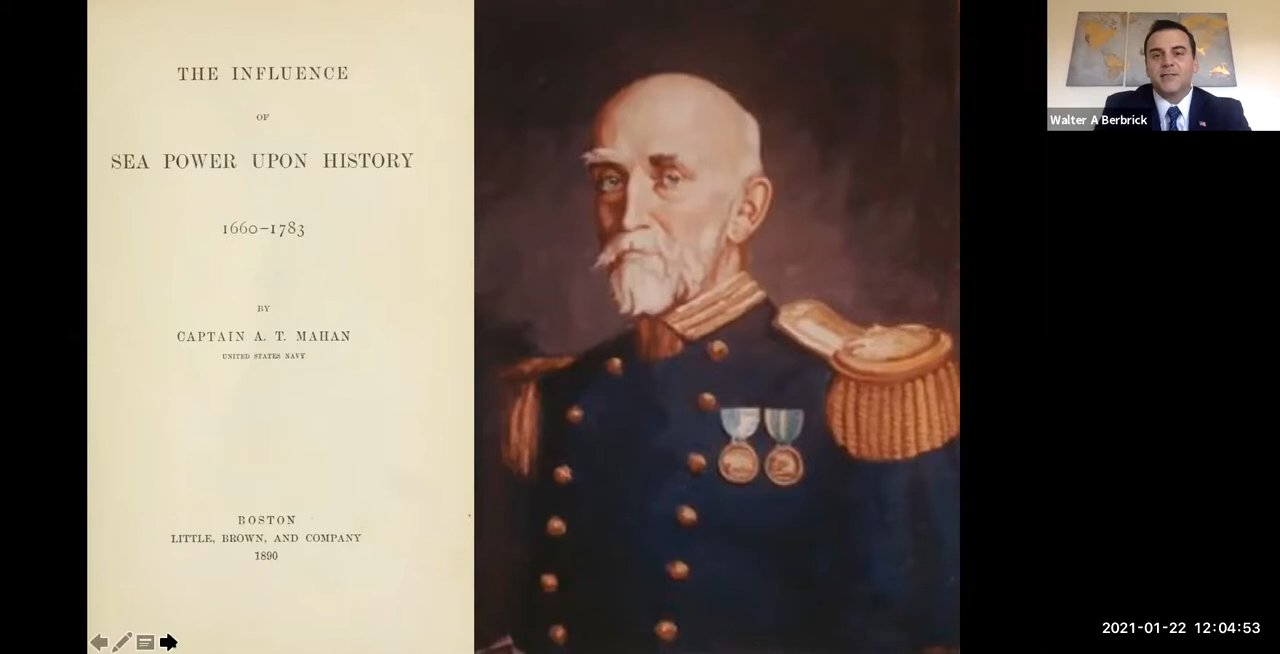 THE INFLUENCE
OF
SEA POWER UPON HISTORY
1660–1783
BY
CAPTAIN A. T. MAHAN
UNITED STATES NAVY
BOSTON
LITTLE, BROWN, AND COMPANY
1890
Walter A Berbrick
2021-01-22 12:04:53